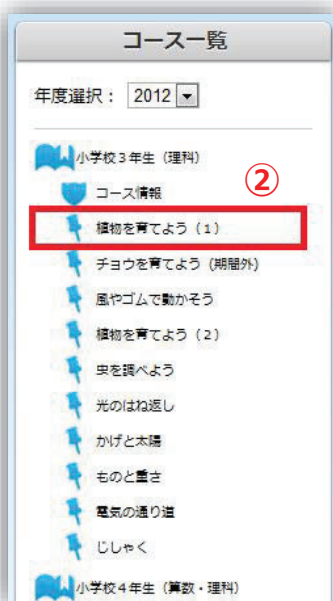 コース一覧
年度選択： 2012
小学校３年生（理科）
コース情報
②
植物を育てよう（１）
チョウを育てよう（期間外）
風やゴムで動かそう
植物を育てよう（２）
虫を調べよう
光のはね返し
かげと太陽
ものと重さ
電気の通り道
じしゃく
小学校４年生（算数・理科）